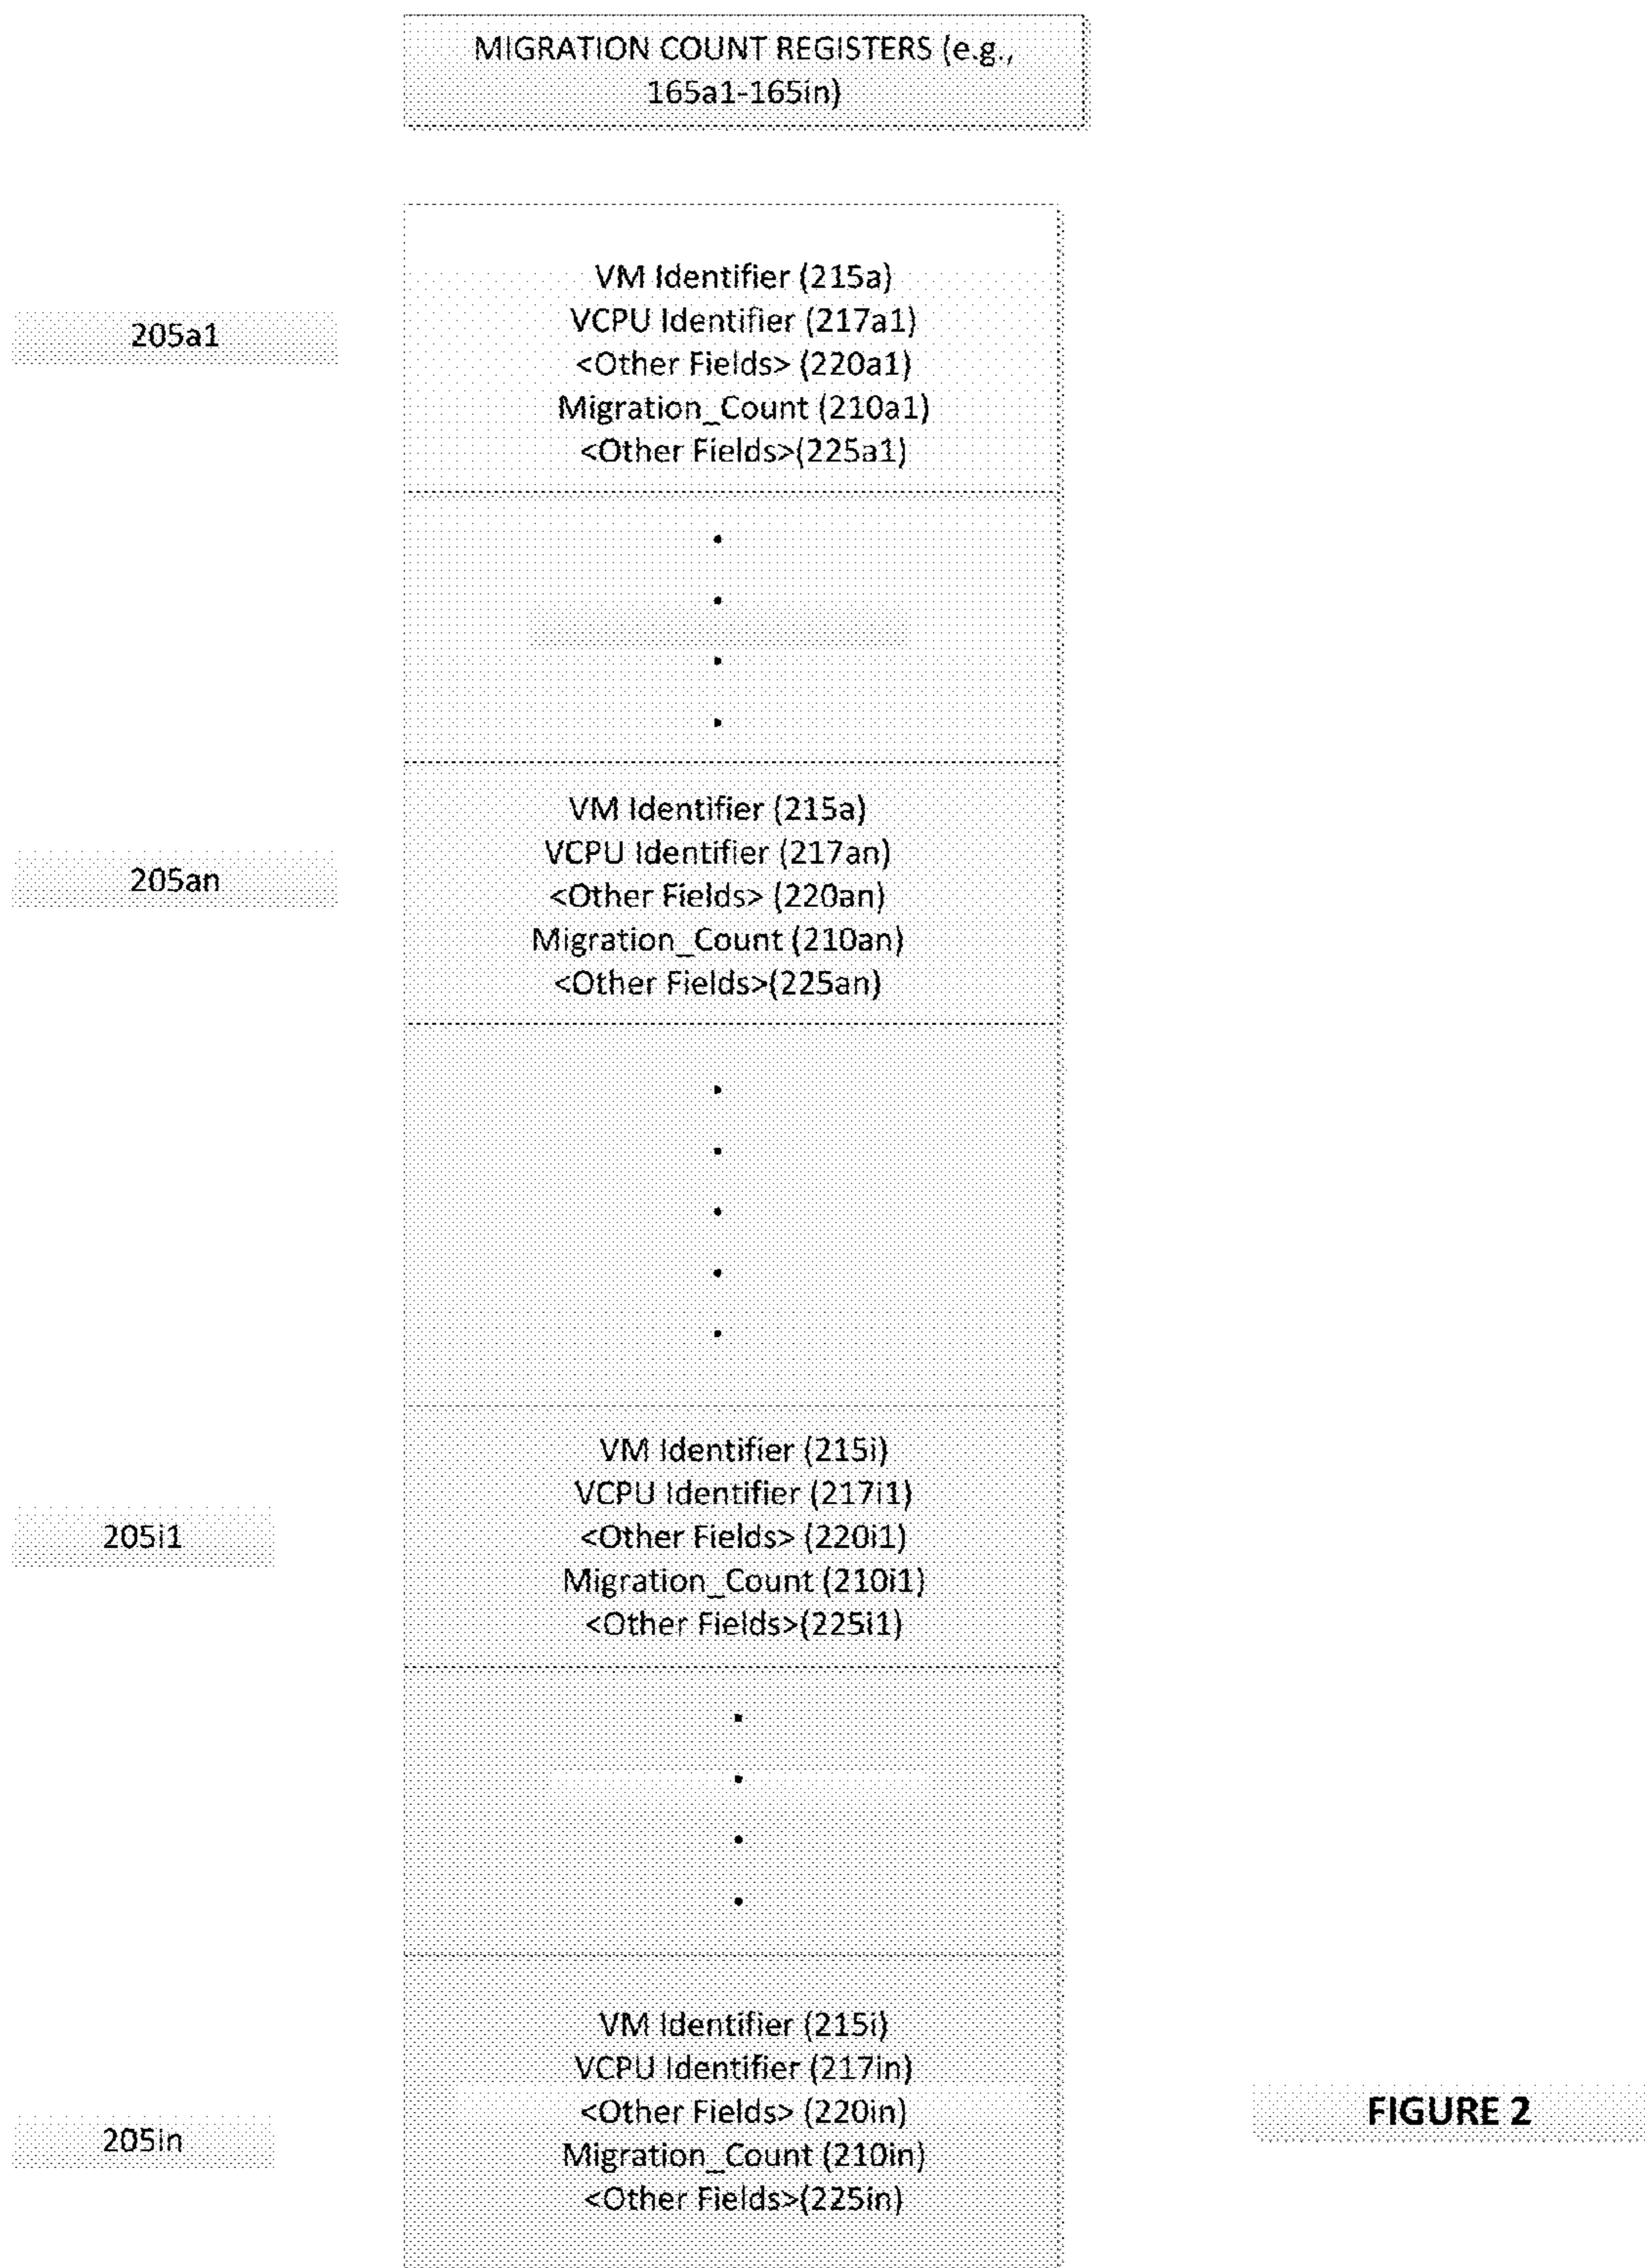 MIGRATION COUNT REGISTERS (e.g.,
165a1-165in)
205a1
VM Identifier (215a)
VCPU Identifier (217a1)
<Other Fields> (220a1)
Migration_Count (210a1)
<Other Fields>(225a1)
205an
VM Identifier (215a)
VCPU Identifier (217an)
<Other Fields> (220an)
Migration_Count (210an)
<Other Fields>(225an)
205i1
VM Identifier (215i)
VCPU Identifier (217i1)
<Other Fields> (220i1)
Migration_Count (210i1)
<Other Fields>(225i1)
205in
VM Identifier (215i)
VCPU Identifier (217in)
<Other Fields> (220in)
Migration_Count (210in)
<Other Fields>(225in)
FIGURE 2